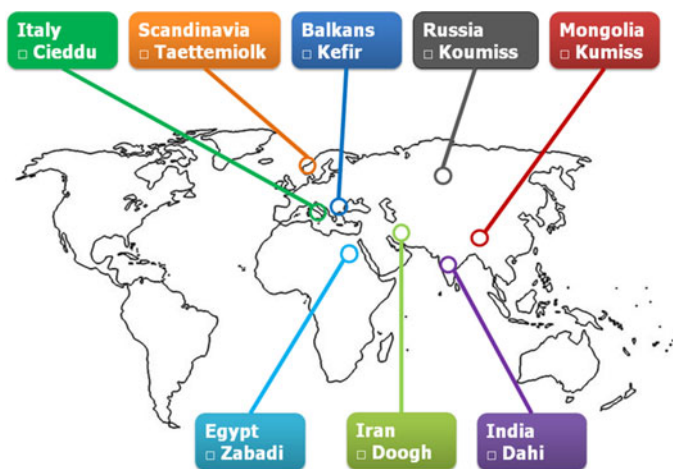 Italy
□ Cieddu
Scandinavia
□ Taettemiolk
Balkans
□ Kefir
Russia
□ Koumiss
Mongolia
□ Kumiss
Egypt
□ Zabadi
Iran
□ Doogh
India
□ Dahi